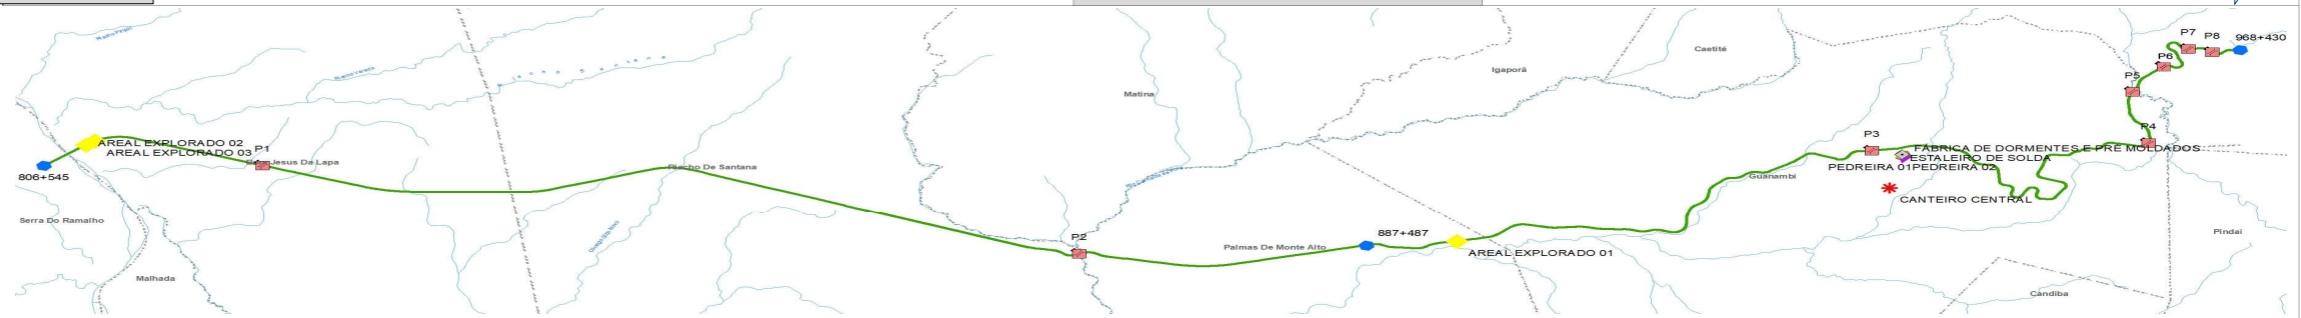 P7
P8
968+430
Caetité
P6
Igaporã
P5
Matina
P4
P3
AREAL EXPLORADO 02
FABRICA DE DORMENTES E PRE MOLDADOS
P1
AREAL EXPLORADO 03
ESTALEIRO DE SOLDA
Jesus Da Lapa
Riacho De Santana
PEDREIRA 01
PEDREIRA 02
806+545
Guanambi
CANTEIRO CENTRAL
Serra Do Ramalho
887+487
Pindaí
P2
Palmas De Monte Alto
AREAL EXPLORADO 01
Malhada
Candiba